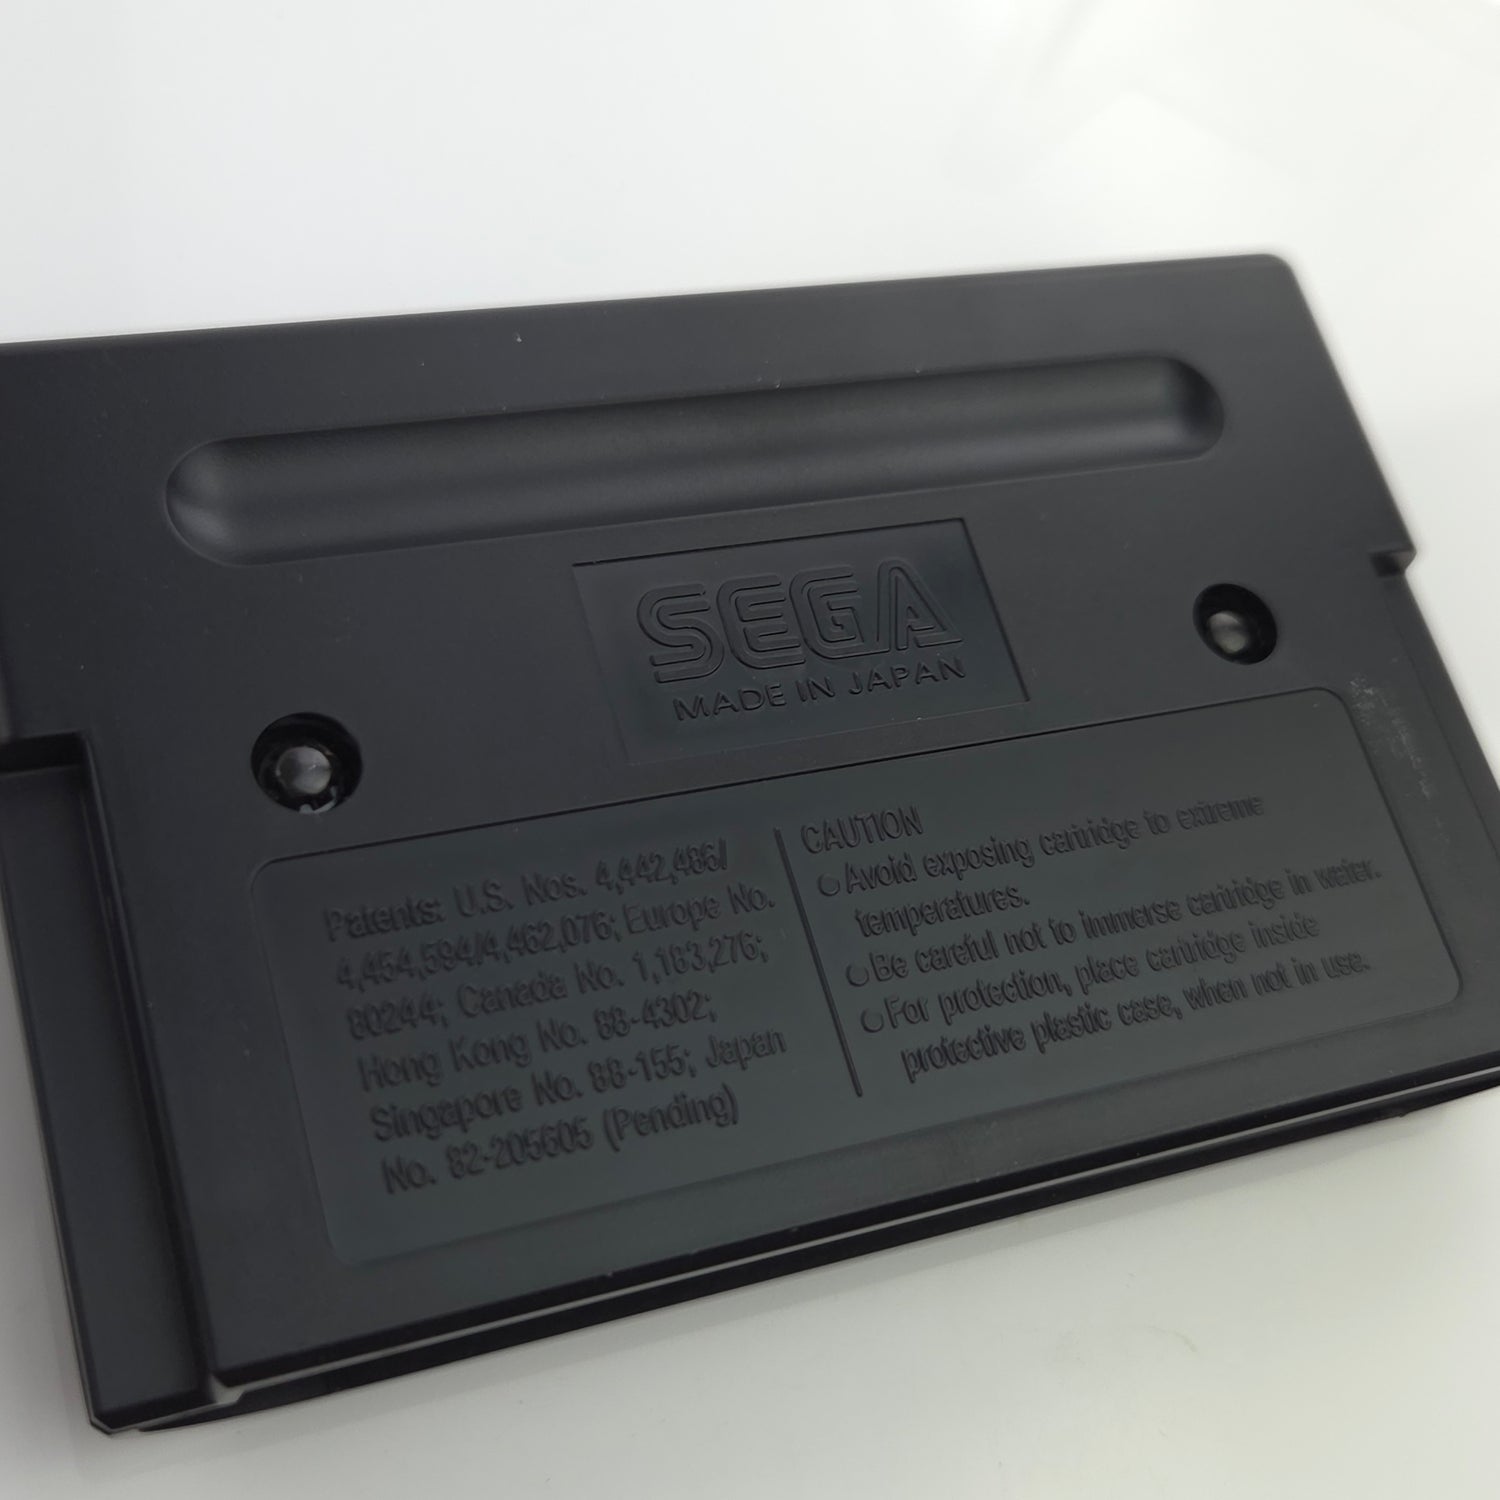 SEGA
MADE IN JAPAN
Patents: U.S. Nos. 4,442,486/
4,454,594/4,462,076; Europe No.
80244; Canada No. 1,183,276;
Hong Kong No. 88-4302;
Singapore No. 88-155; Japan
No. 82-205605 (Pending)
CAUTION
Avoid exposing cartridge to extreme
temperatures.
Be careful not to immerse cartridge in water.
For protection, place cartridge inside
protective plastic case, when not in use.